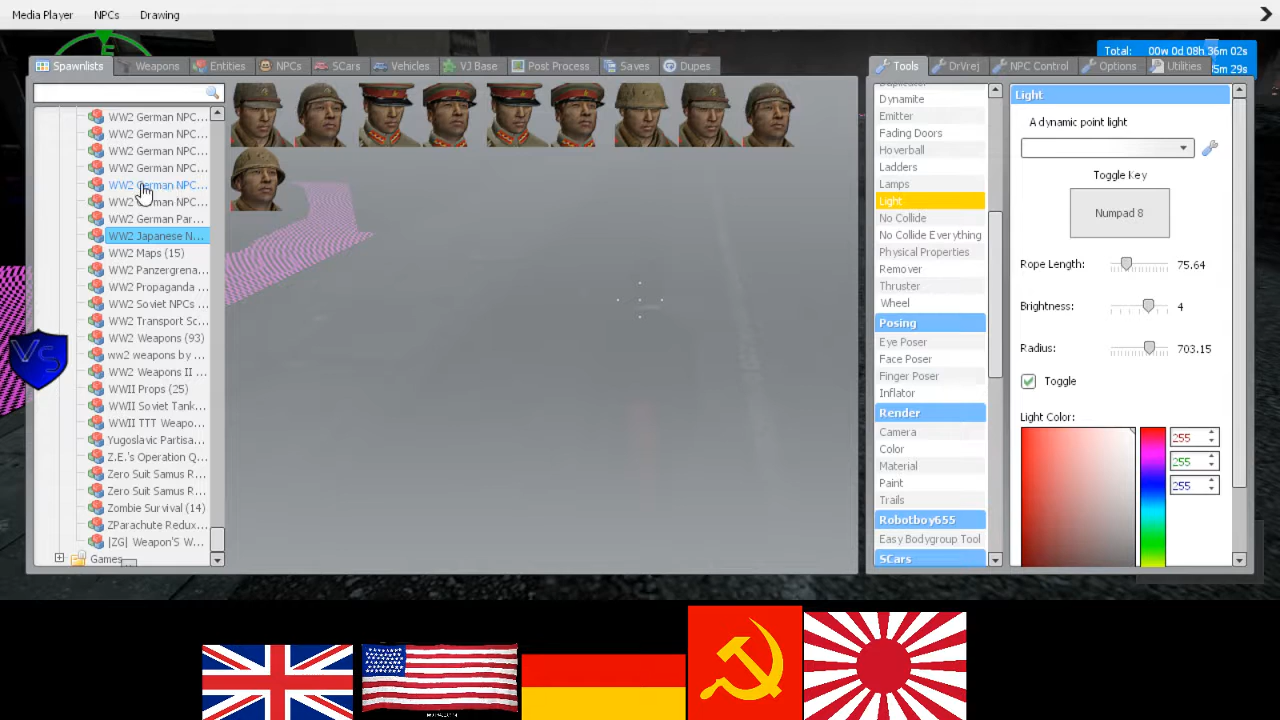 Media Player NPCs Drawing
E
Total: 00w 0d 08h 36m 02s
5m 29s
Spawnlists Weapons Entities NPCs SCars Vehicles VJ Base Post Process Saves Dupes
WW2 German NPC...
WW2 German NPC...
WW2 German NPC...
WW2 German NPC...
WW2 German NPC...
WW2 German NPC...
WW2 German Par...
WW2 Japanese N...
WW2 Maps (15)
WW2 Panzergrena...
WW2 Propaganda ...
WW2 Soviet NPCs ...
WW2 Transport Sc...
WW2 Weapons (93)
ww2 weapons by ...
WW2 Weapons II ...
WWII Props (25)
WWII Soviet Tank...
WWII TTT Weapo...
Yugoslavic Partisa...
Z.E.'s Operation Q...
Zero Suit Samus R...
Zero Suit Samus R...
Zombie Survival (14)
ZParachute Redux...
|ZG| Weapon'S W...
Games
VS
Tools DrVrej NPC Control Options Utilities
Duplicator
Dynamite
Emitter
Fading Doors
Hoverball
Ladders
Lamps
Light
No Collide
No Collide Everything
Physical Properties
Remover
Thruster
Wheel
Posing
Eye Poser
Face Poser
Finger Poser
Inflator
Render
Camera
Color
Material
Paint
Trails
Robotboy655
Easy Bodygroup Tool
SCars
Light
A dynamic point light
Toggle Key
Numpad 8
Rope Length: 75.64
Brightness: 4
Radius: 703.15
Toggle
Light Color:
255
255
255